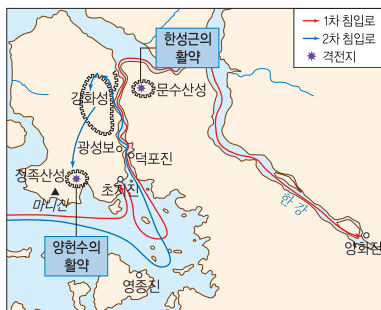 1차 침입로
2차 침입로
격전지
한성근의
활약
강화성
문수산성
광성보
덕포진
정족산성
초지진
마니산
한강
양화진
양헌수의
활약
영종진